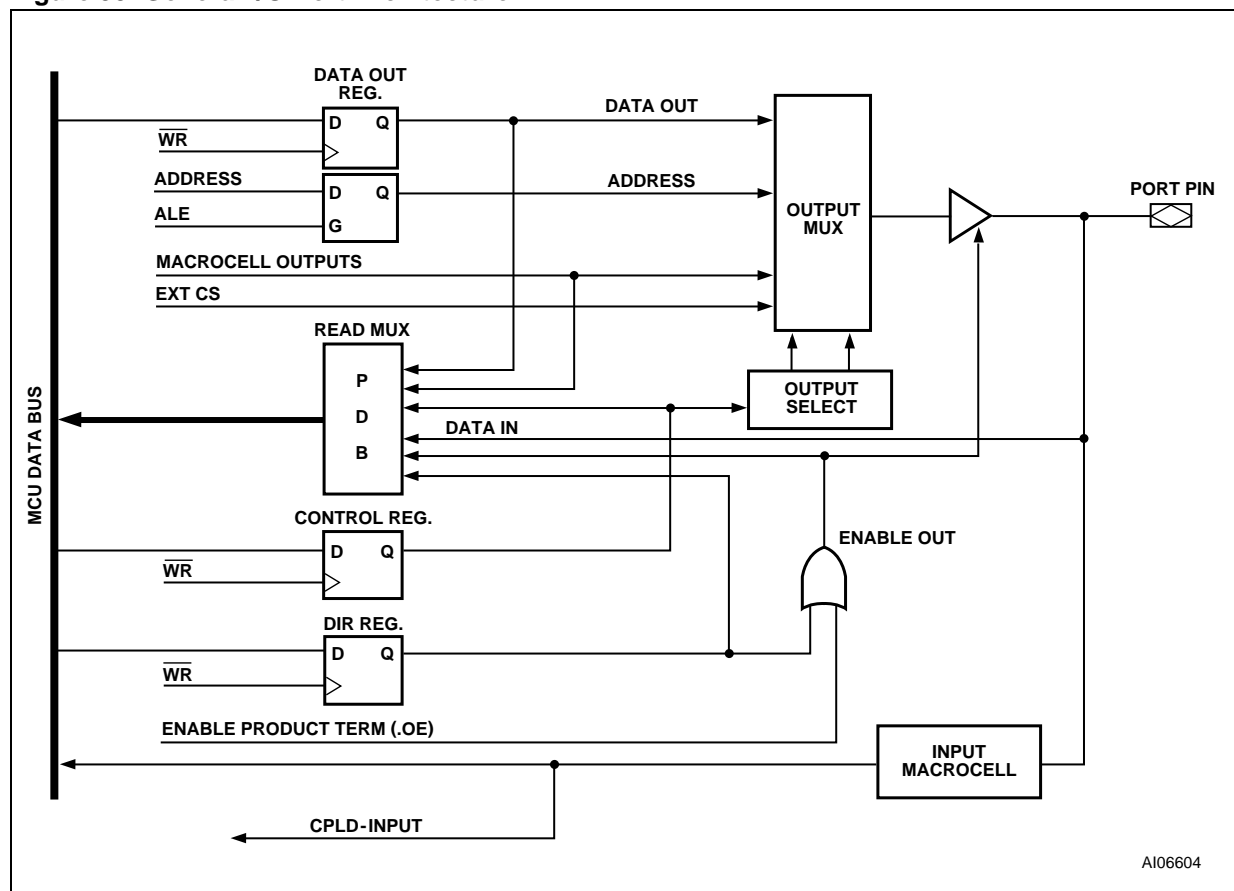 DATA OUT
REG.
D Q
WR
DATA OUT
ADDRESS
ALE
D Q
G
ADDRESS
OUTPUT
MUX
PORT PIN
MACROCELL OUTPUTS
EXT CS
READ MUX
P
D
B
OUTPUT
SELECT
DATA IN
MCU DATA BUS
CONTROL REG.
D Q
WR
ENABLE OUT
DIR REG.
D Q
WR
ENABLE PRODUCT TERM (.OE)
INPUT
MACROCELL
CPLD-INPUT
AI06604